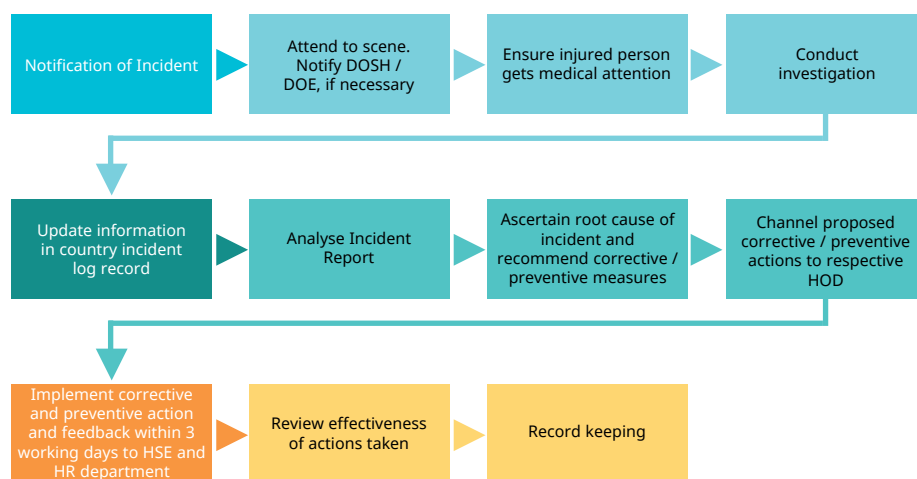 Notification of Incident
Attend to scene.
Notify DOSH /
DOE, if necessary
Ensure injured person
gets medical attention
Conduct
investigation
Update information
in country incident
log record
Analyse Incident
Report
Ascertain root cause of
incident and
recommend corrective /
preventive measures
Channel proposed
corrective / preventive
actions to respective
HOD
Implement corrective
and preventive action
and feedback within 3
working days to HSE and
HR department
Review effectiveness
of actions taken
Record keeping